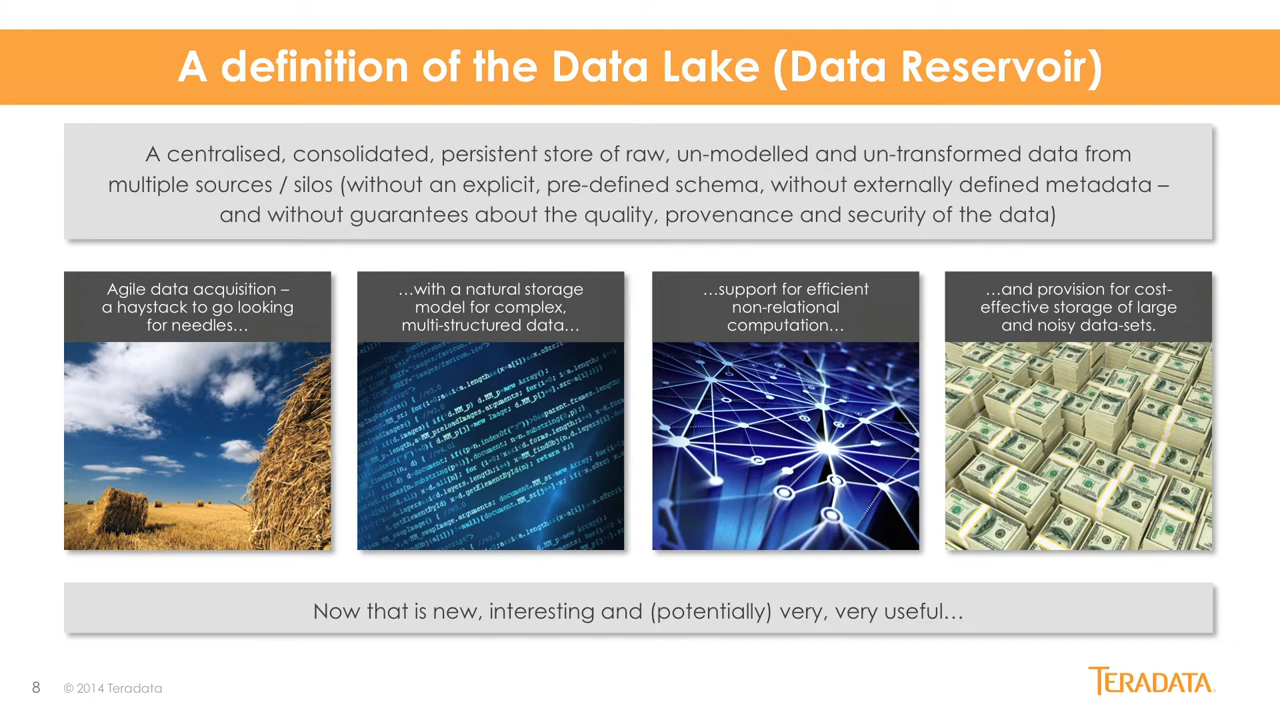 A definition of the Data Lake (Data Reservoir)
A centralised, consolidated, persistent store of raw, un-modelled and un-transformed data from
multiple sources / silos (without an explicit, pre-defined schema, without externally defined metadata –
and without guarantees about the quality, provenance and security of the data)
Agile data acquisition –
a haystack to go looking
for needles…
…with a natural storage
model for complex,
multi-structured data…
…support for efficient
non-relational
computation…
…and provision for cost-
effective storage of large
and noisy data-sets.
Now that is new, interesting and (potentially) very, very useful…
8 © 2014 Teradata
TERADATA